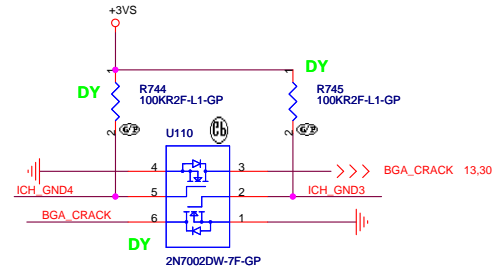 +3VS
1
DY
R744
100KR2F-L1-GP
2
G/P
1
DY
R745
100KR2F-L1-GP
2
G/P
U110
4
3
BGA_CRACK 13,30
ICH_GND4
5
2
ICH_GND3
BGA_CRACK
6
1
DY
2N7002DW-7F-GP